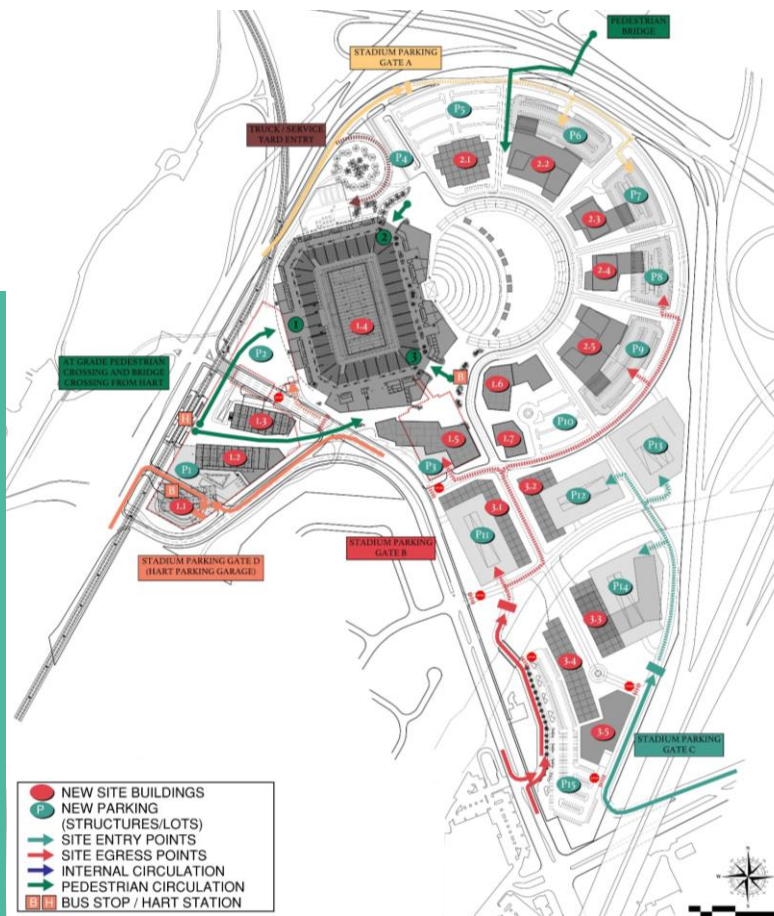 PEDESTRIAN
BRIDGE
STADIUM PARKING
GATE A
P5
P6
TRUCK / SERVICE
YARD ENTRY
P4
2.1
2.2
P7
2.3
2
2.4
P8
1
1.4
2.5
P9
AT GRADE PEDESTRIAN
CROSSING AND BRIDGE
CROSSING FROM HART
P2
3
B
1.6
H
1.3
1.5
1.7
P10
P13
1.2
P1
P3
B
1.1
3.1
3.2
P12
STADIUM PARKING GATE D
(HART PARKING GARAGE)
STADIUM PARKING
GATE B
P11
P14
3.3
3.4
3.5
STADIUM PARKING
GATE C
P15
NEW SITE BUILDINGS
P NEW PARKING
(STRUCTURES/LOTS)
SITE ENTRY POINTS
SITE EGRESS POINTS
INTERNAL CIRCULATION
PEDESTRIAN CIRCULATION
B H BUS STOP / HART STATION
N
W E
S